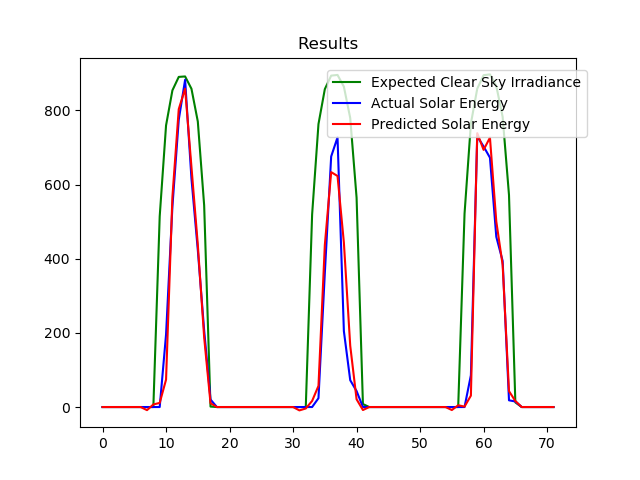 Results
Expected Clear Sky Irradiance
Actual Solar Energy
Predicted Solar Energy
800
600
400
200
0
0 10 20 30 40 50 60 70